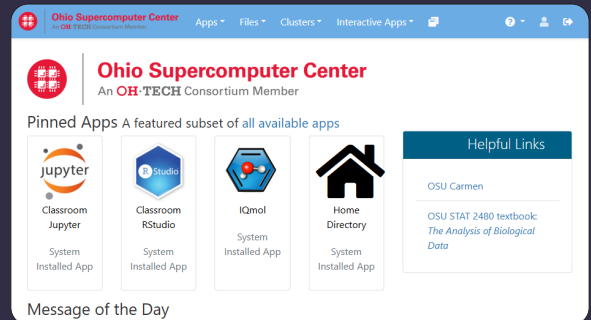 Ohio Supercomputer Center
An OH·TECH Consortium Member
Apps Files Clusters Interactive Apps
Ohio Supercomputer Center
An OH·TECH Consortium Member
Pinned Apps A featured subset of all available apps
jupyter
Classroom
Jupyter
System
Installed App
R Studio
Classroom
RStudio
System
Installed App
IQmol
System
Installed App
Home
Directory
System
Installed App
Helpful Links
OSU Carmen
OSU STAT 2480 textbook:
The Analysis of Biological
Data
Message of the Day